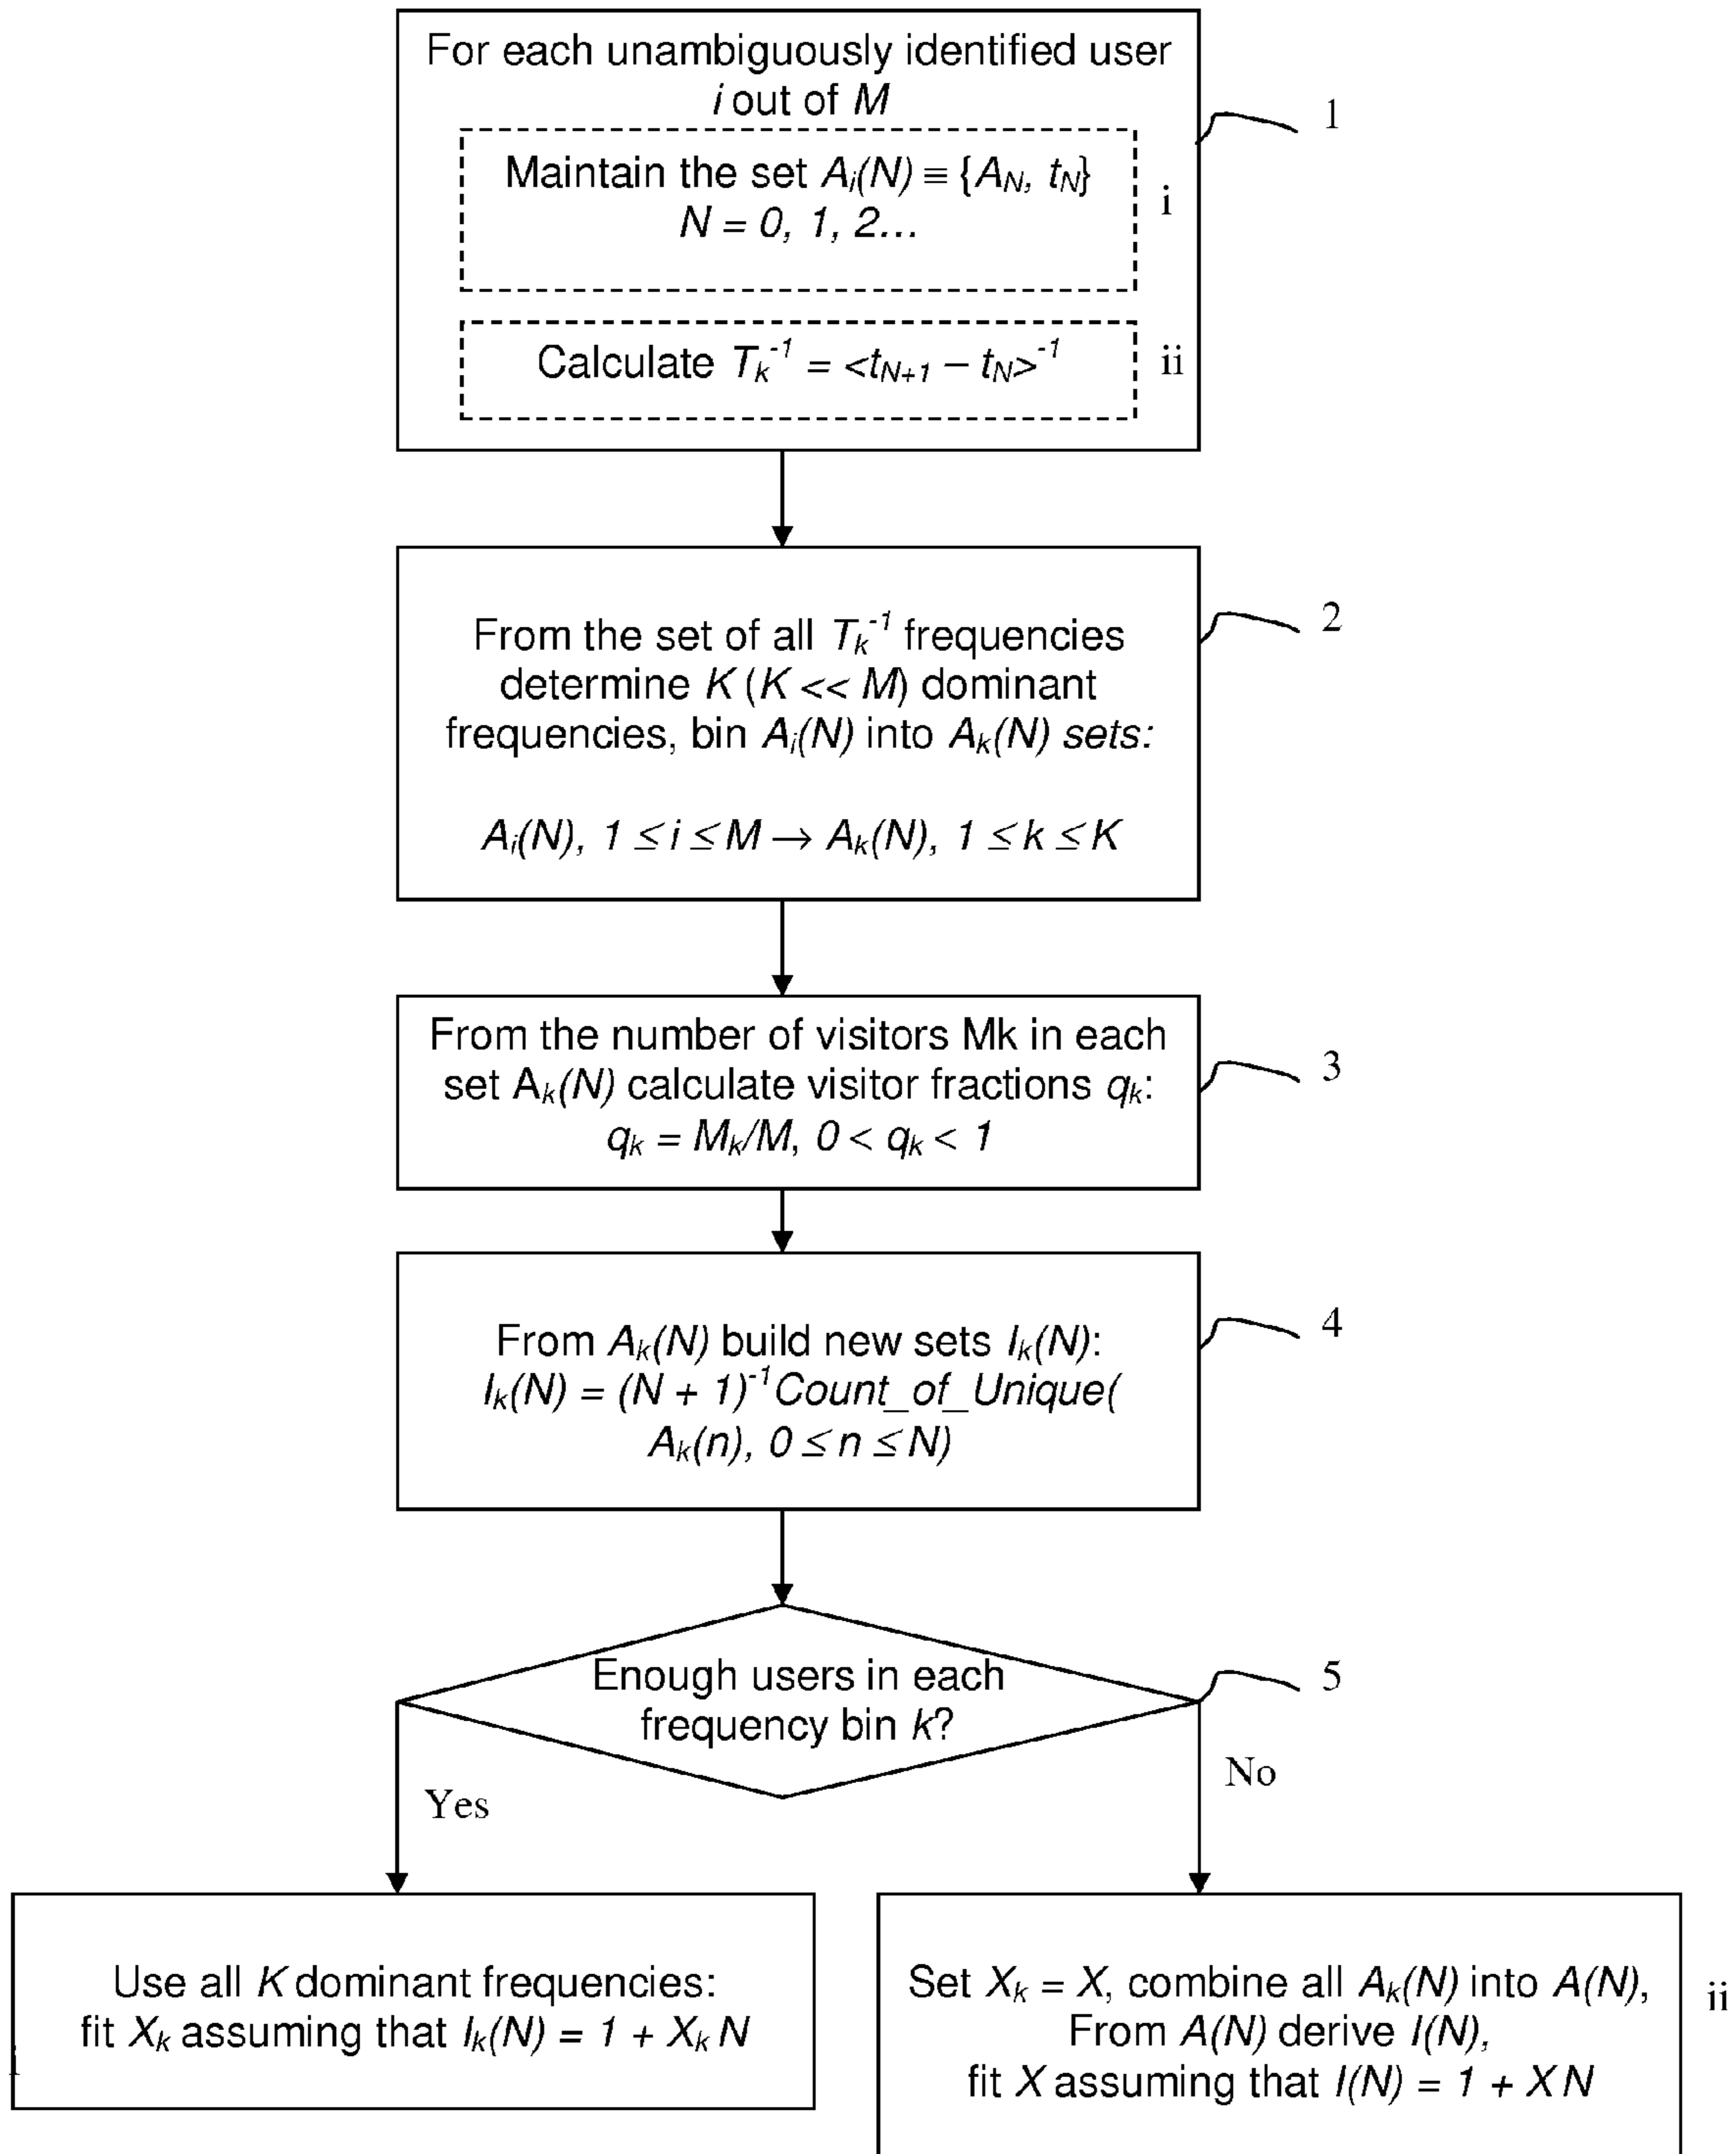 For each unambiguously identified user
i out of M
1
Maintain the set Ai(N) ≡ {AN, tN}
N = 0, 1, 2...
i
Calculate Tk-1 = <tN+1 – tN>-1
ii
2
From the set of all Tk-1 frequencies
determine K (K << M) dominant
frequencies, bin Ai(N) into Ak(N) sets:
Ai(N), 1 ≤ i ≤ M → Ak(N), 1 ≤ k ≤ K
From the number of visitors Mk in each
set Ak(N) calculate visitor fractions qk:
qk = Mk/M, 0 < qk < 1
3
4
From Ak(N) build new sets Ik(N):
Ik(N) = (N + 1)-1Count_of_Unique(
Ak(n), 0 ≤ n ≤ N)
Enough users in each
frequency bin k?
5
Yes
No
Use all K dominant frequencies:
fit Xk assuming that Ik(N) = 1 + Xk N
i
Set Xk = X, combine all Ak(N) into A(N),
From A(N) derive I(N),
fit X assuming that I(N) = 1 + X N
ii